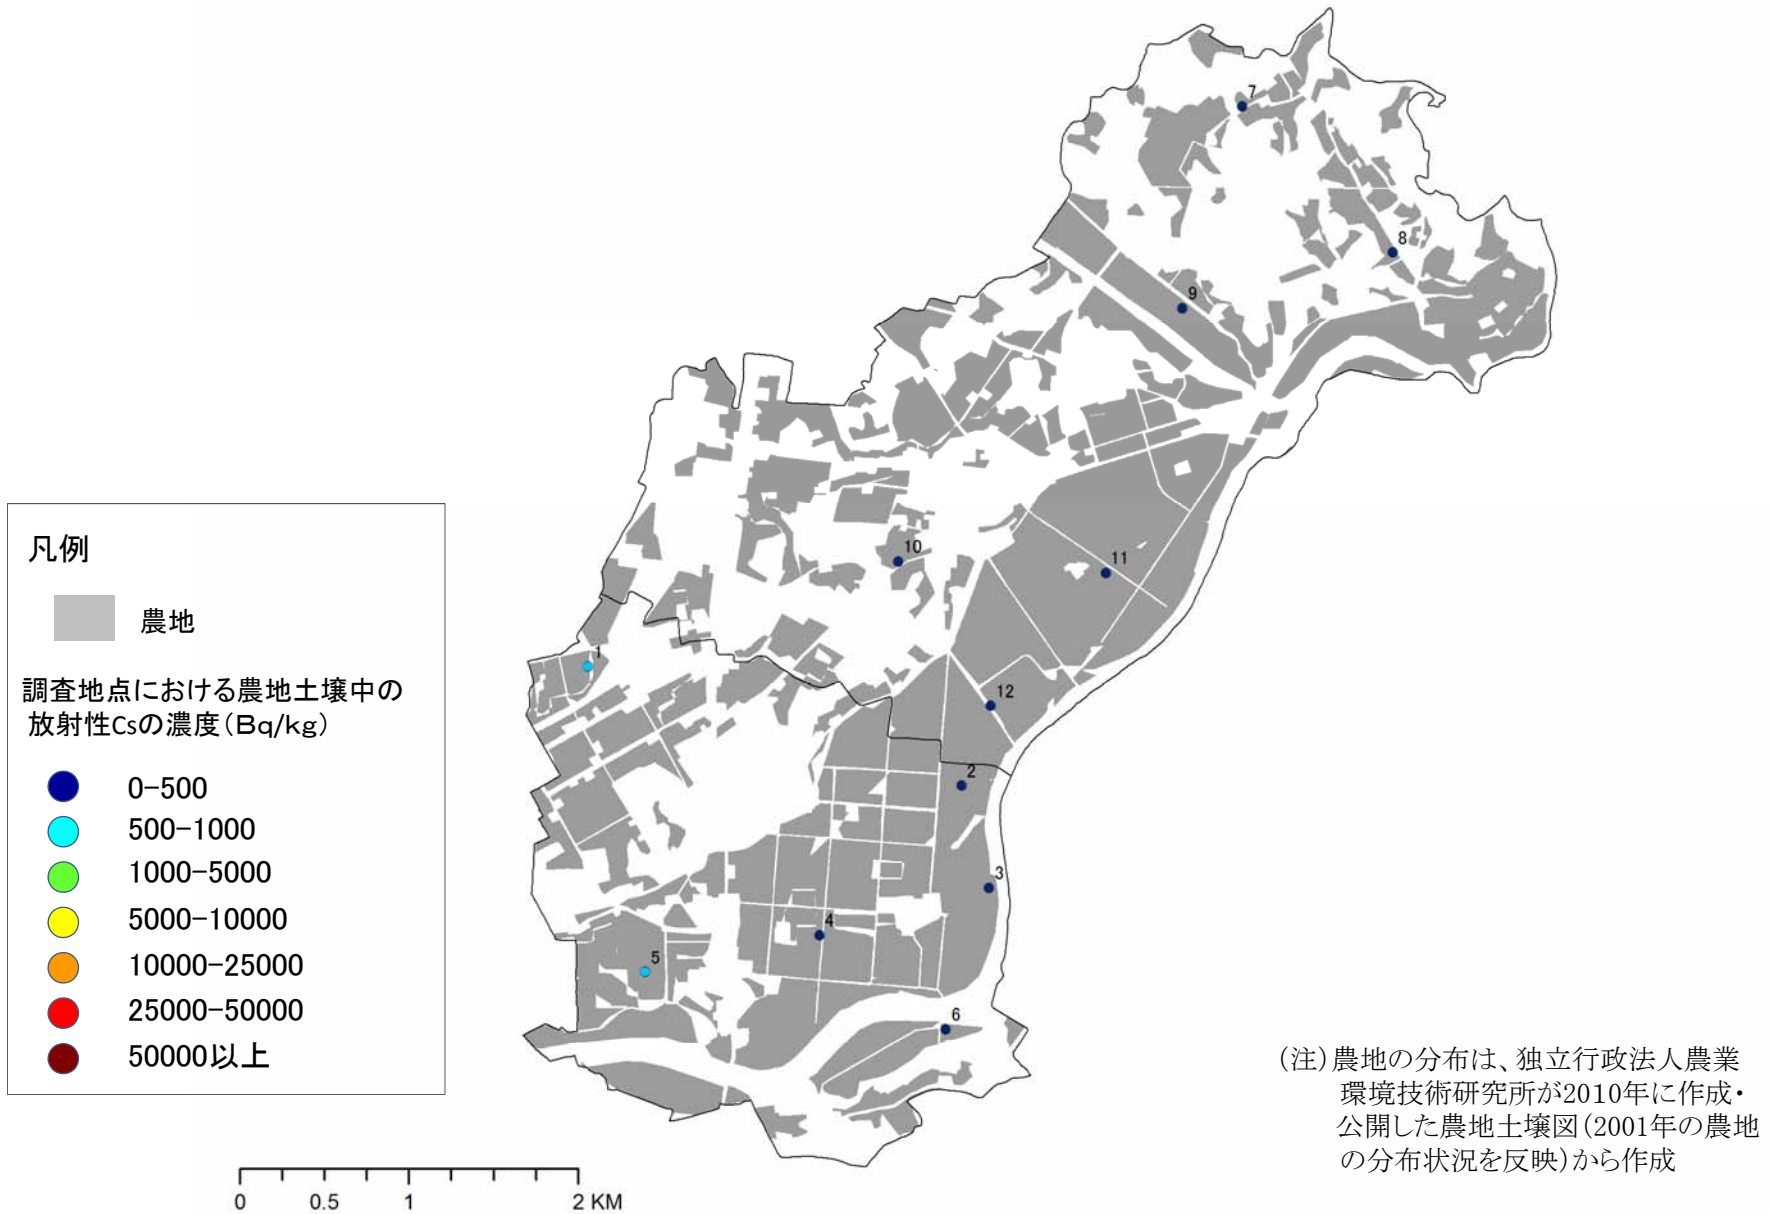 7
8
9
10
11
1
12
2
3
4
5
6
凡例
農地
調査地点における農地土壌中の
放射性Csの濃度（Bq/kg）
0-500
500-1000
1000-5000
5000-10000
10000-25000
25000-50000
50000以上
0 0.5 1 2 KM
（注）農地の分布は、独立行政法人農業
環境技術研究所が2010年に作成・
公開した農地土壌図（2001年の農地
の分布状況を反映）から作成